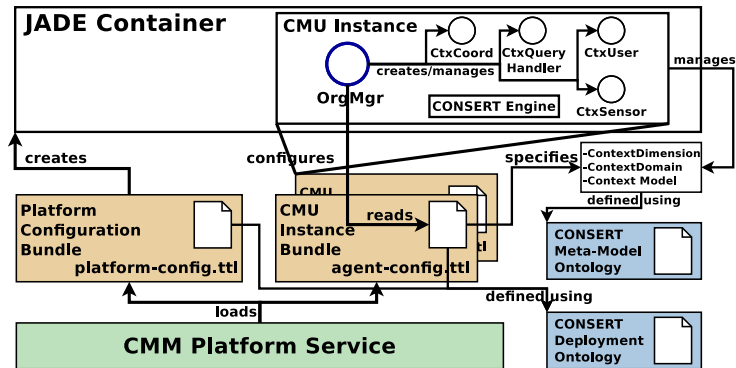 JADE Container
CMU Instance
CtxCoord
CtxQuery
Handler
CtxUser
manages
creates/manages
OrgMgr
CONSERT Engine
CtxSensor
creates
configures
specifies
-ContextDimension
-ContextDomain
-Context Model
CMU
defined using
Platform
Configuration
Bundle
platform-config.ttl
CMU
Instance
Bundle
reads
agent-config.ttl
ttl
CONSERT
Meta-Model
Ontology
loads
defined using
CMM Platform Service
CONSERT
Deployment
Ontology